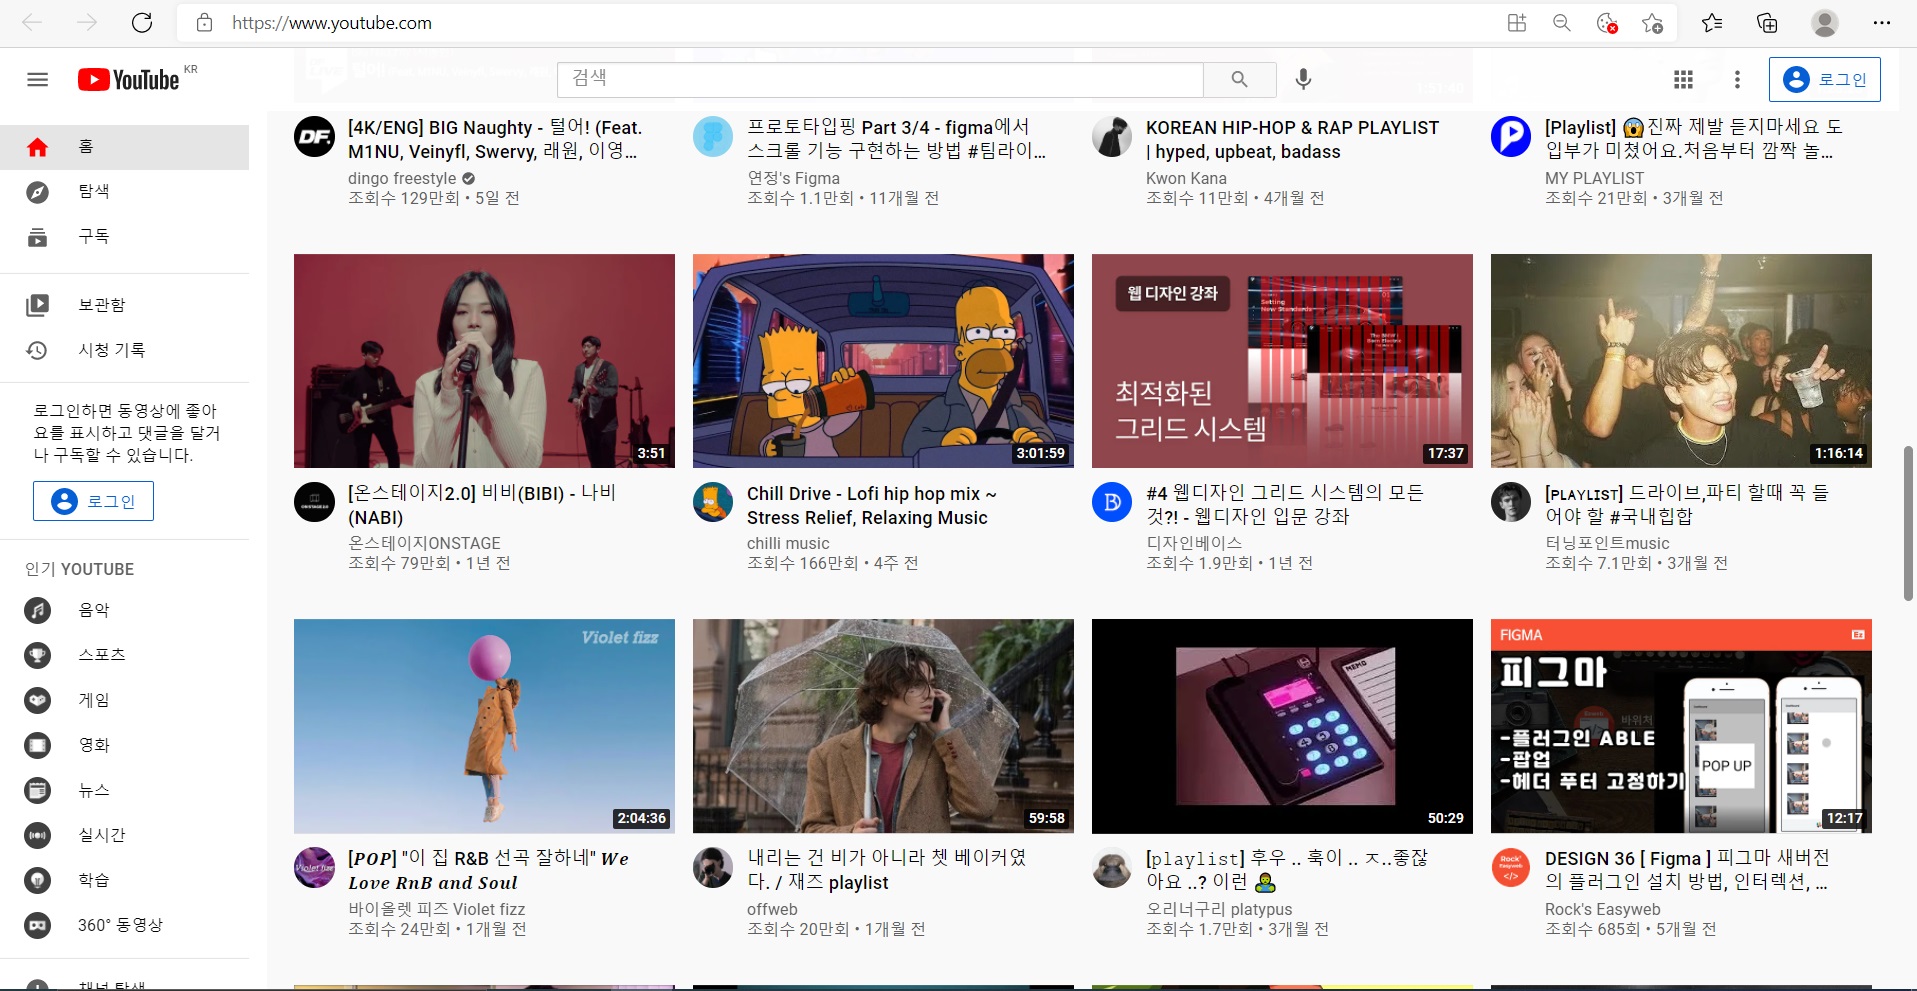 https://www.youtube.com
YouTube KR
검색
로그인
홈
탐색
구독
보관함
시청 기록
로그인하면 동영상에 좋아
요를 표시하고 댓글을 달거
나 구독할 수 있습니다.
로그인
인기 YOUTUBE
음악
스포츠
게임
영화
뉴스
실시간
학습
360° 동영상
채널 탐색
DF.
[4K/ENG] BIG Naughty - 털어! (Feat.
M1NU, Veinyfl, Swervy, 래원, 이영...
dingo freestyle
조회수 129만회 • 5일 전
프로토타입핑 Part 3/4 - figma에서
스크롤 기능 구현하는 방법 #팀라이...
연정's Figma
조회수 1.1만회 • 11개월 전
KOREAN HIP-HOP & RAP PLAYLIST
| hyped, upbeat, badass
Kwon Kana
조회수 11만회 • 4개월 전
[Playlist] 😱진짜 제발 듣지마세요 도
입부가 미쳤어요.처음부터 깜짝 놀...
MY PLAYLIST
조회수 21만회 • 3개월 전
3:51
[온스테이지2.0] 비비(BIBI) - 나비
(NABI)
온스테이지ONSTAGE
조회수 79만회 • 1년 전
3:01:59
Chill Drive - Lofi hip hop mix ~
Stress Relief, Relaxing Music
chilli music
조회수 166만회 • 4주 전
웹 디자인 강좌
Setting
New Standards
최적화된
그리드 시스템
17:37
#4 웹디자인 그리드 시스템의 모든
것?! - 웹디자인 입문 강좌
디자인베이스
조회수 1.9만회 • 1년 전
1:16:14
[ᴘʟᴀʏʟɪsᴛ] 드라이브,파티 할때 꼭 들
어야 할 #국내힙합
터닝포인트music
조회수 7.1만회 • 3개월 전
Violet fizz
2:04:36
[𝑷𝑶𝑷] "이 집 R&B 선곡 잘하네" 𝑾𝒆
𝑳𝒐𝒗𝒆 𝑹𝒏𝑩 𝒂𝒏𝒅 𝑺𝒐𝒖𝒍
바이올렛 피즈 Violet fizz
조회수 24만회 • 1개월 전
59:58
내리는 건 비가 아니라 쳇 베이커였
다. / 재즈 playlist
offweb
조회수 20만회 • 1개월 전
MEMO
50:29
[𝚙𝚕𝚊𝚢𝚕𝚒𝚜𝚝] 후우 .. 훅이 .. ㅈ..좋잖
아요 ..? 이런 🧟‍♂️
오리너구리 platypus
조회수 1.7만회 • 3개월 전
FIGMA
피그마
-플러그인 ABLE
-팝업
-헤더 푸터 고정하기
POP UP
12:17
Rock's
Easyweb
</>
DESIGN 36 [ Figma ] 피그마 새버전
의 플러그인 설치 방법, 인터렉션, ...
Rock's Easyweb
조회수 685회 • 5개월 전